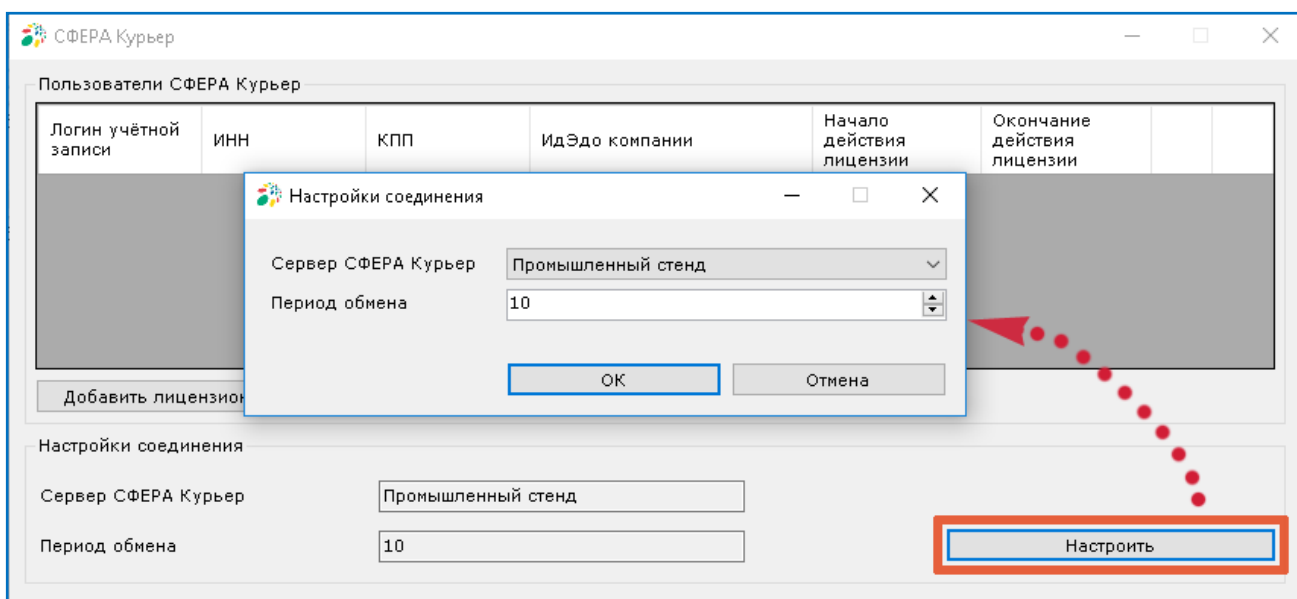 СФЕРА Курьер
Пользователи СФЕРА Курьер
Логин учётной
записи
ИНН
КПП
ИдЭдо компании
Начало
действия
лицензии
Окончание
действия
лицензии
Настройки соединения
Сервер СФЕРА Курьер
Промышленный стенд
Период обмена
10
ОК
Отмена
Добавить
Настройки соединения
Сервер СФЕРА Курьер
Промышленный стенд
Период обмена
10
Настроить